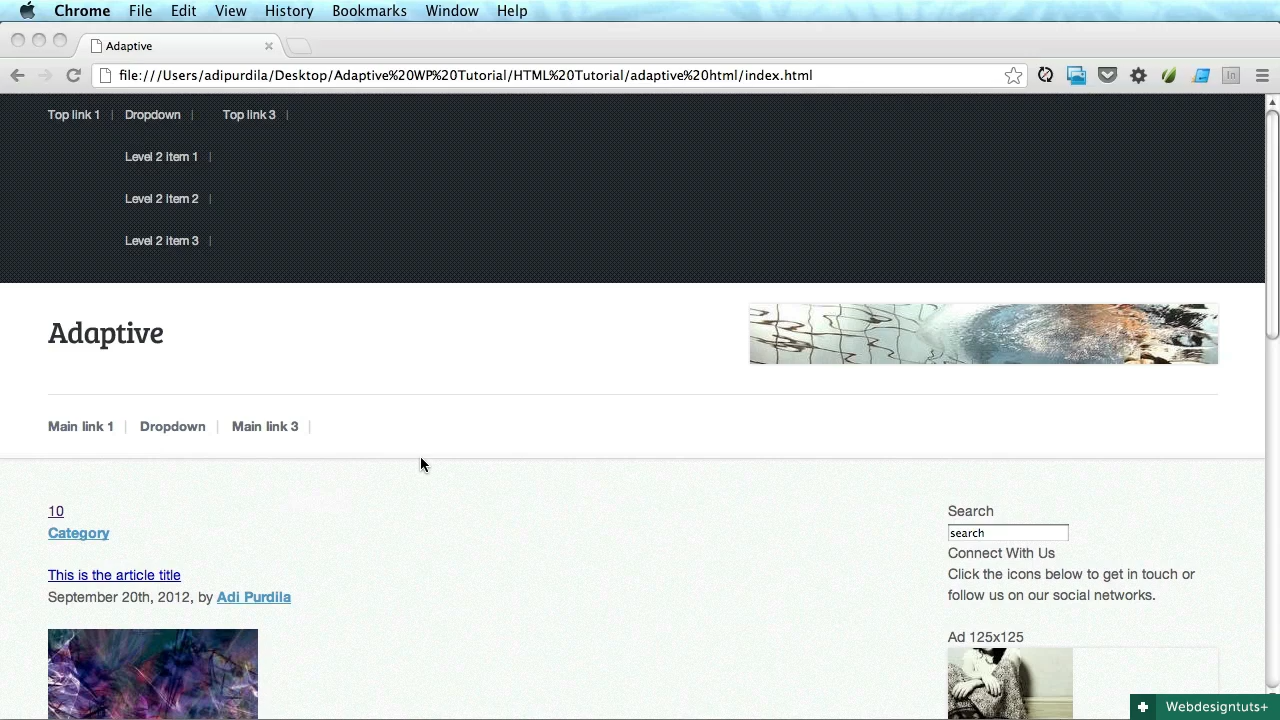 Chrome File Edit View History Bookmarks Window Help
Adaptive
file:///Users/adipurdila/Desktop/Adaptive%20WP%20Tutorial/HTML%20Tutorial/adaptive%20html/index.html
Top link 1 | Dropdown | Top link 3 |
Level 2 item 1 |
Level 2 item 2 |
Level 2 item 3 |
Adaptive
Main link 1 | Dropdown | Main link 3 |
10
Category
This is the article title
September 20th, 2012, by Adi Purdila
Search
search
Connect With Us
Click the icons below to get in touch or
follow us on our social networks.
Ad 125x125
Webdesigntuts+